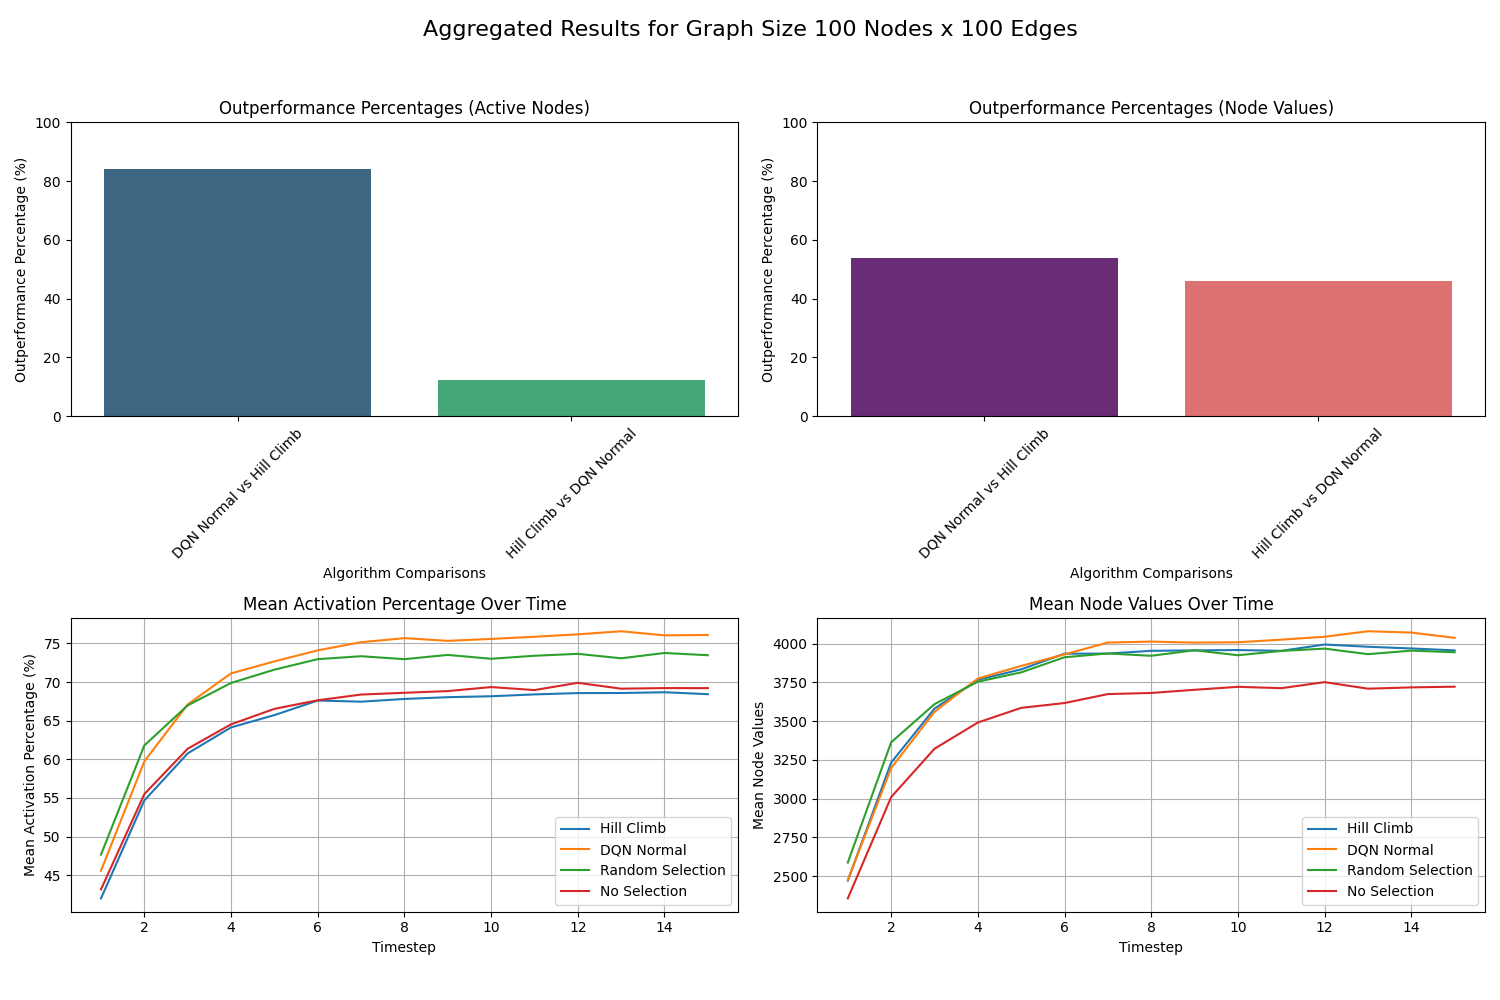 Aggregated Results for Graph Size 100 Nodes x 100 Edges
Outperformance Percentages (Active Nodes)
Outperformance Percentage (%)
100
80
60
40
20
0
DQN Normal vs Hill Climb
Hill Climb vs DQN Normal
Algorithm Comparisons
Outperformance Percentages (Node Values)
Outperformance Percentage (%)
100
80
60
40
20
0
DQN Normal vs Hill Climb
Hill Climb vs DQN Normal
Algorithm Comparisons
Mean Activation Percentage Over Time
Mean Activation Percentage (%)
75
70
65
60
55
50
45
Hill Climb
DQN Normal
Random Selection
No Selection
2 4 6 8 10 12 14
Timestep
Mean Node Values Over Time
Mean Node Values
4000
3750
3500
3250
3000
2750
2500
Hill Climb
DQN Normal
Random Selection
No Selection
2 4 6 8 10 12 14
Timestep